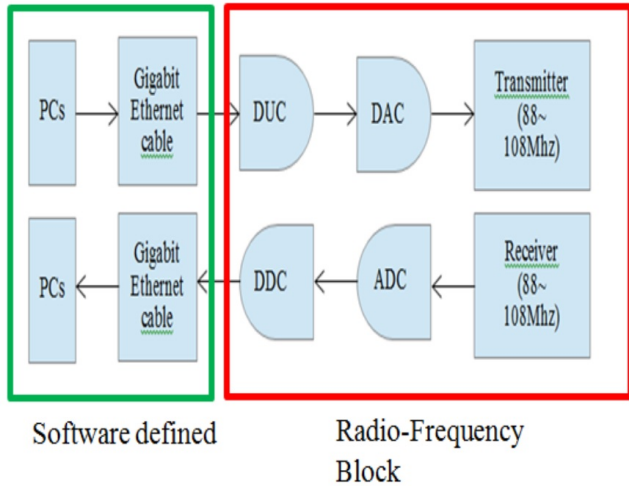 PCs
Gigabit
Ethernet
cable
DUC
DAC
Transmitter
(88~
108Mhz)
PCs
Gigabit
Ethernet
cable
DDC
ADC
Receiver
(88~
108Mhz)
Software defined
Radio-Frequency
Block